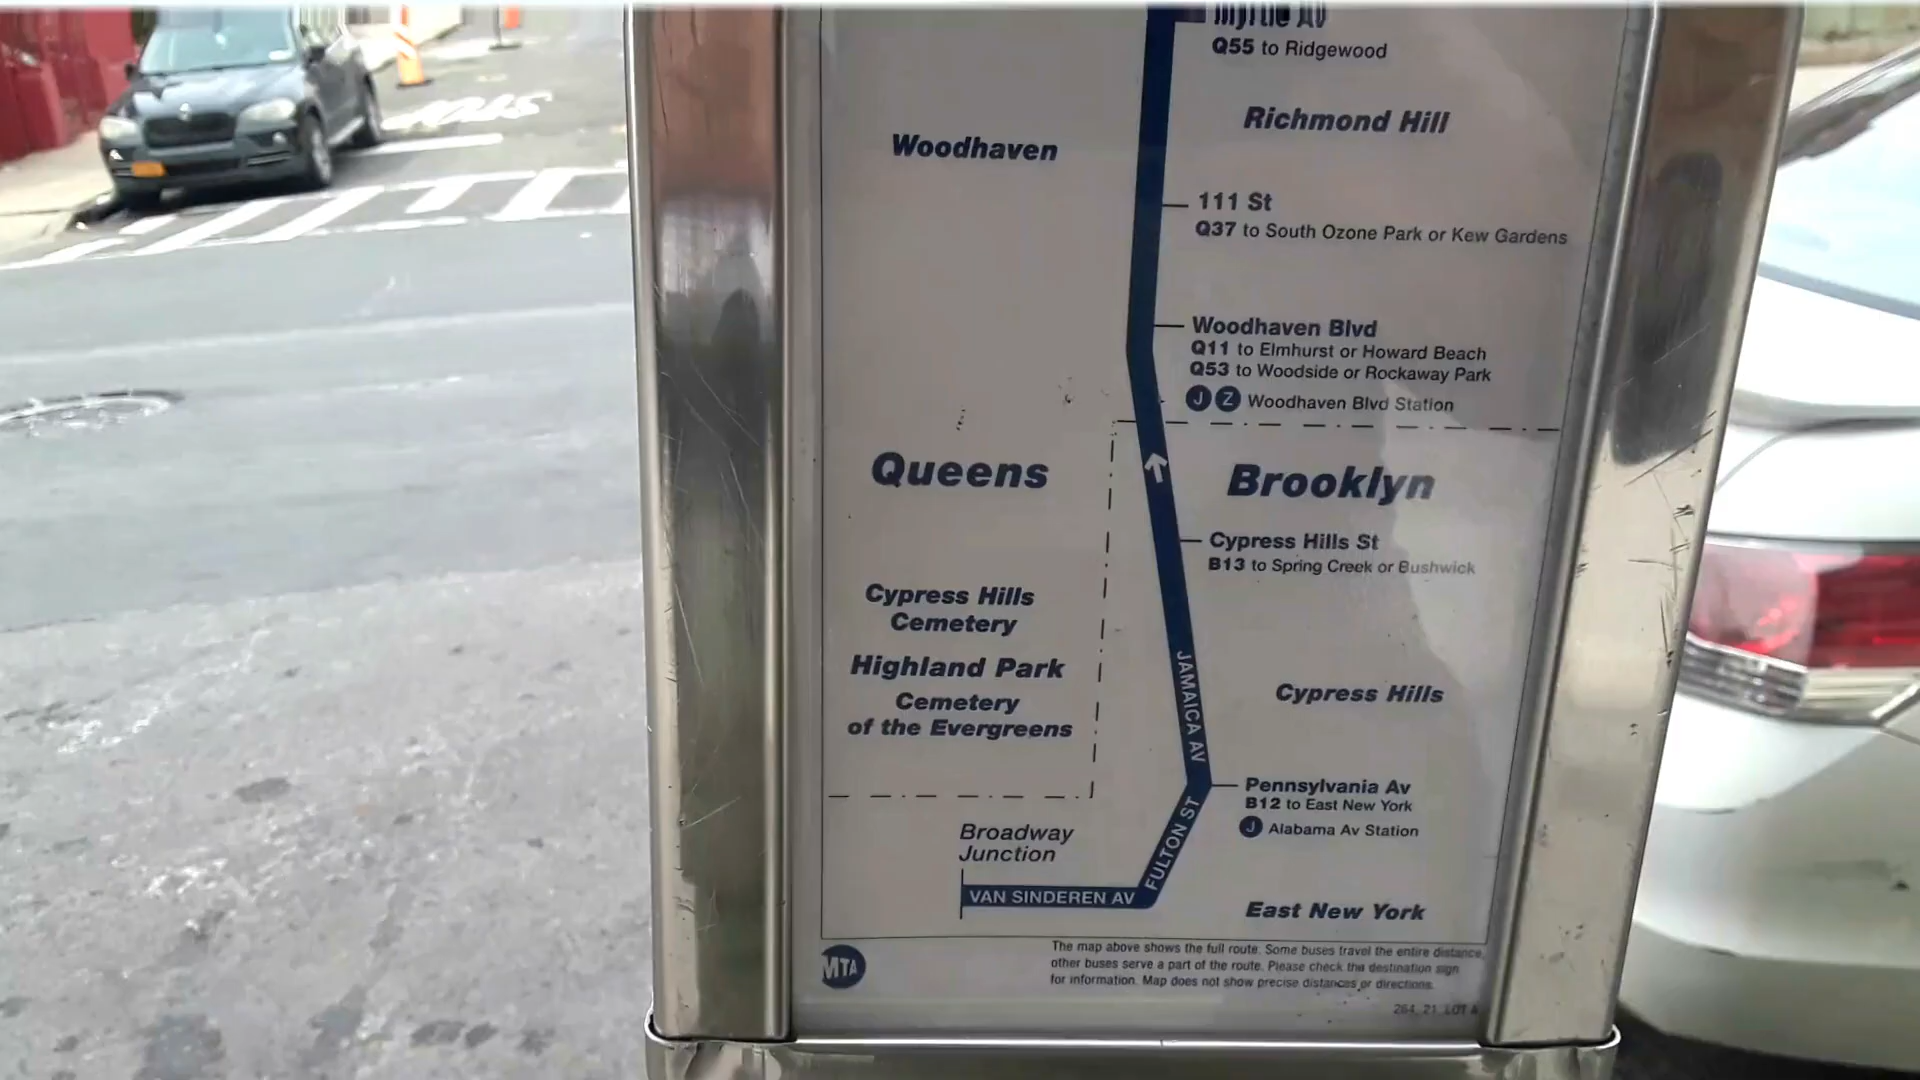 Myrtle Av
Q55 to Ridgewood
Richmond Hill
Woodhaven
111 St
Q37 to South Ozone Park or Kew Gardens
Woodhaven Blvd
Q11 to Elmhurst or Howard Beach
Q53 to Woodside or Rockaway Park
J Z Woodhaven Blvd Station
Queens
Brooklyn
Cypress Hills St
B13 to Spring Creek or Bushwick
Cypress Hills
Cemetery
Highland Park
Cemetery
of the Evergreens
JAMAICA AV
Cypress Hills
Pennsylvania Av
B12 to East New York
J Alabama Av Station
FULTON ST
Broadway
Junction
VAN SINDEREN AV
East New York
MTA
The map above shows the full route. Some buses travel the entire distance,
other buses serve a part of the route. Please check the destination sign
for information. Map does not show precise distances or directions.